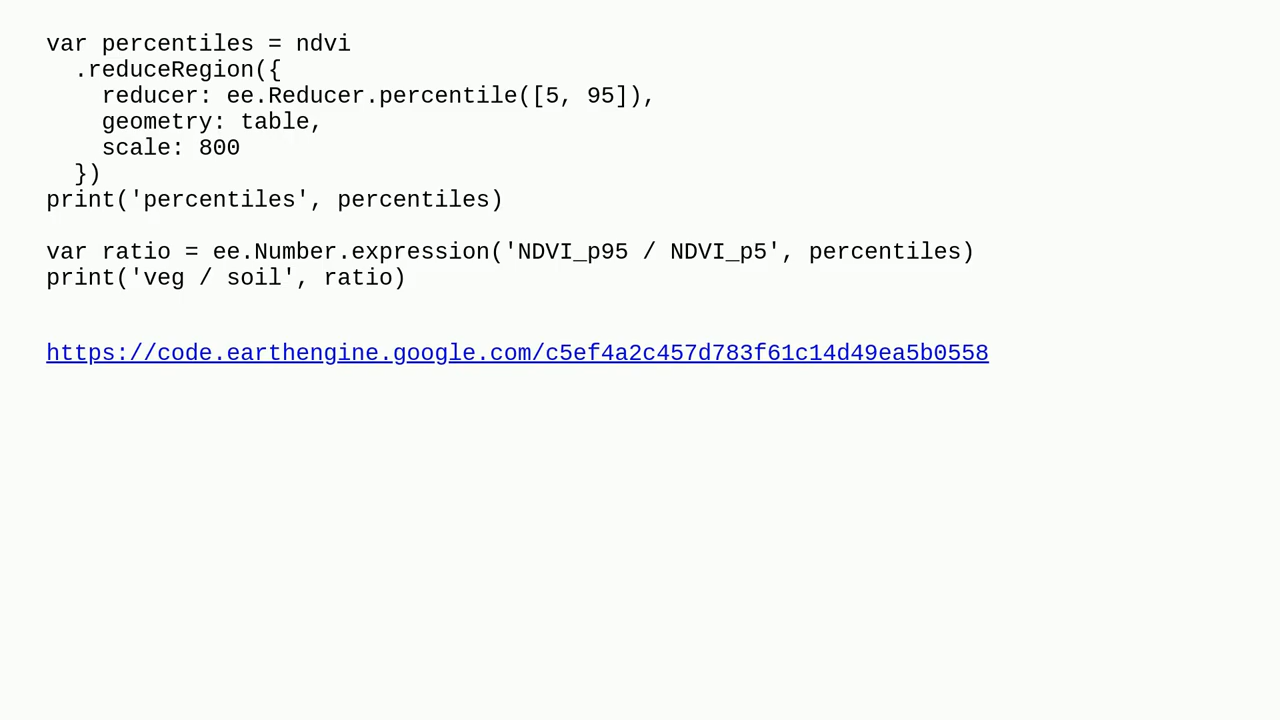 var percentiles = ndvi
  .reduceRegion({
    reducer: ee.Reducer.percentile([5, 95]),
    geometry: table,
    scale: 800
  })
print('percentiles', percentiles)

var ratio = ee.Number.expression('NDVI_p95 / NDVI_p5', percentiles)
print('veg / soil', ratio)

https://code.earthengine.google.com/c5ef4a2c457d783f61c14d49ea5b0558